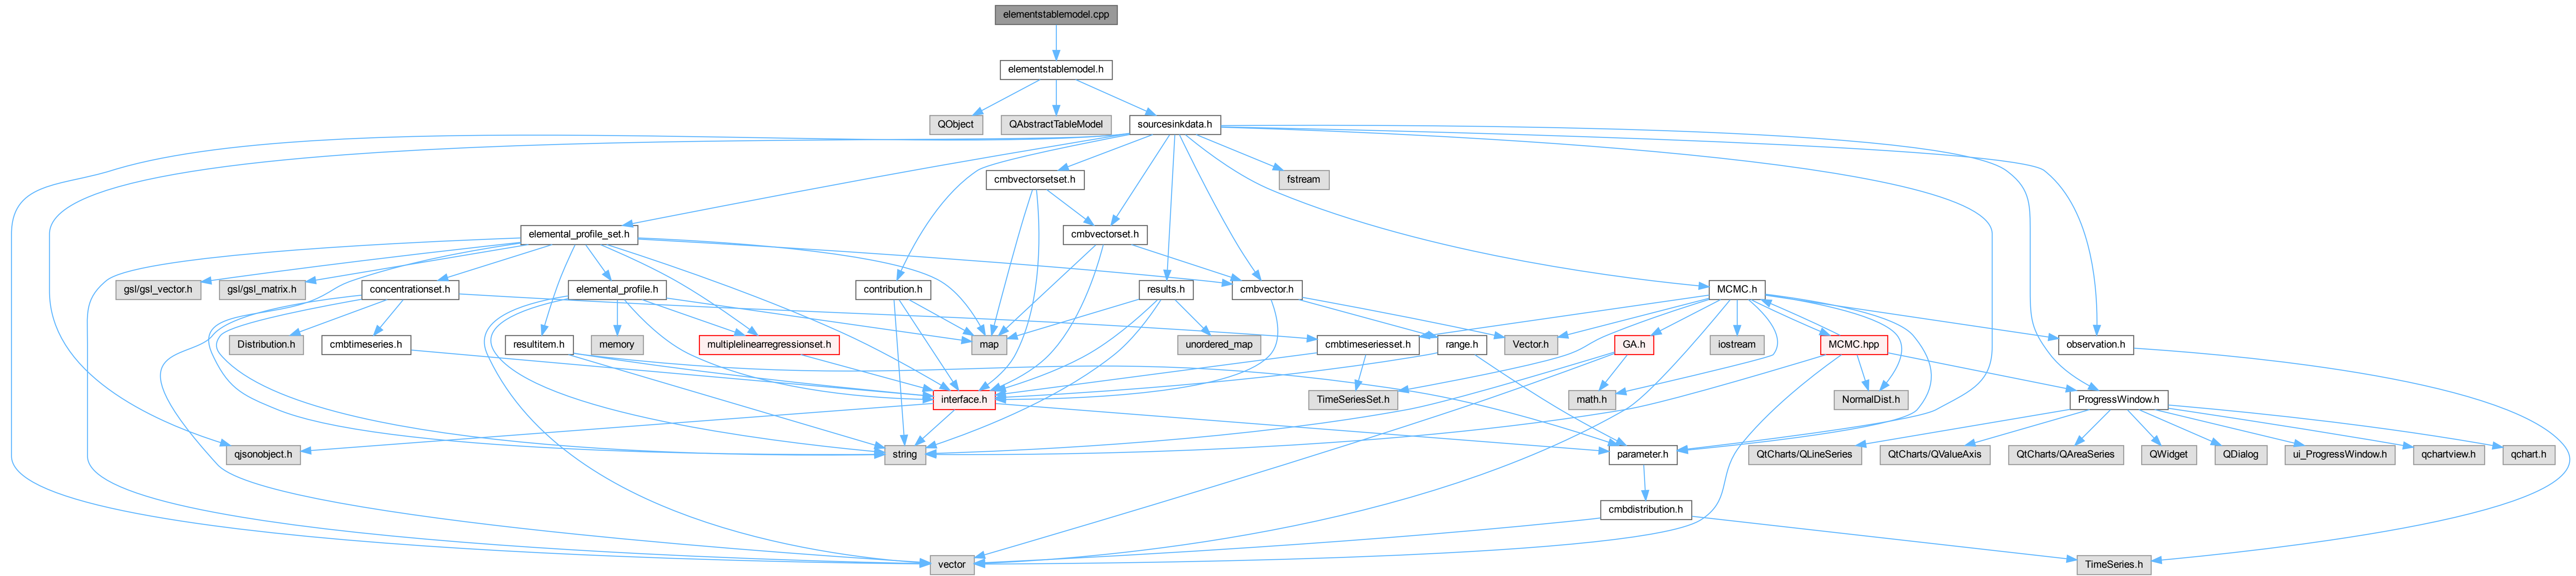 elementstablemodel.cpp
elementstablemodel.h
QObject
QAbstractTableModel
sourcesinkdata.h
cmbvectorsetset.h
fstream
elemental_profile_set.h
cmbvectorset.h
gsl/gsl_vector.h
gsl/gsl_matrix.h
concentrationset.h
elemental_profile.h
contribution.h
results.h
cmbvector.h
MCMC.h
Distribution.h
cmbtimeseries.h
resultitem.h
memory
multiplelinearregressionset.h
map
unordered_map
Vector.h
cmbtimeseriesset.h
range.h
GA.h
iostream
MCMC.hpp
observation.h
interface.h
TimeSeriesSet.h
math.h
NormalDist.h
ProgressWindow.h
qjsonobject.h
string
parameter.h
QtCharts/QLineSeries
QtCharts/QValueAxis
QtCharts/QAreaSeries
QWidget
QDialog
ui_ProgressWindow.h
qchartview.h
qchart.h
cmbdistribution.h
vector
TimeSeries.h